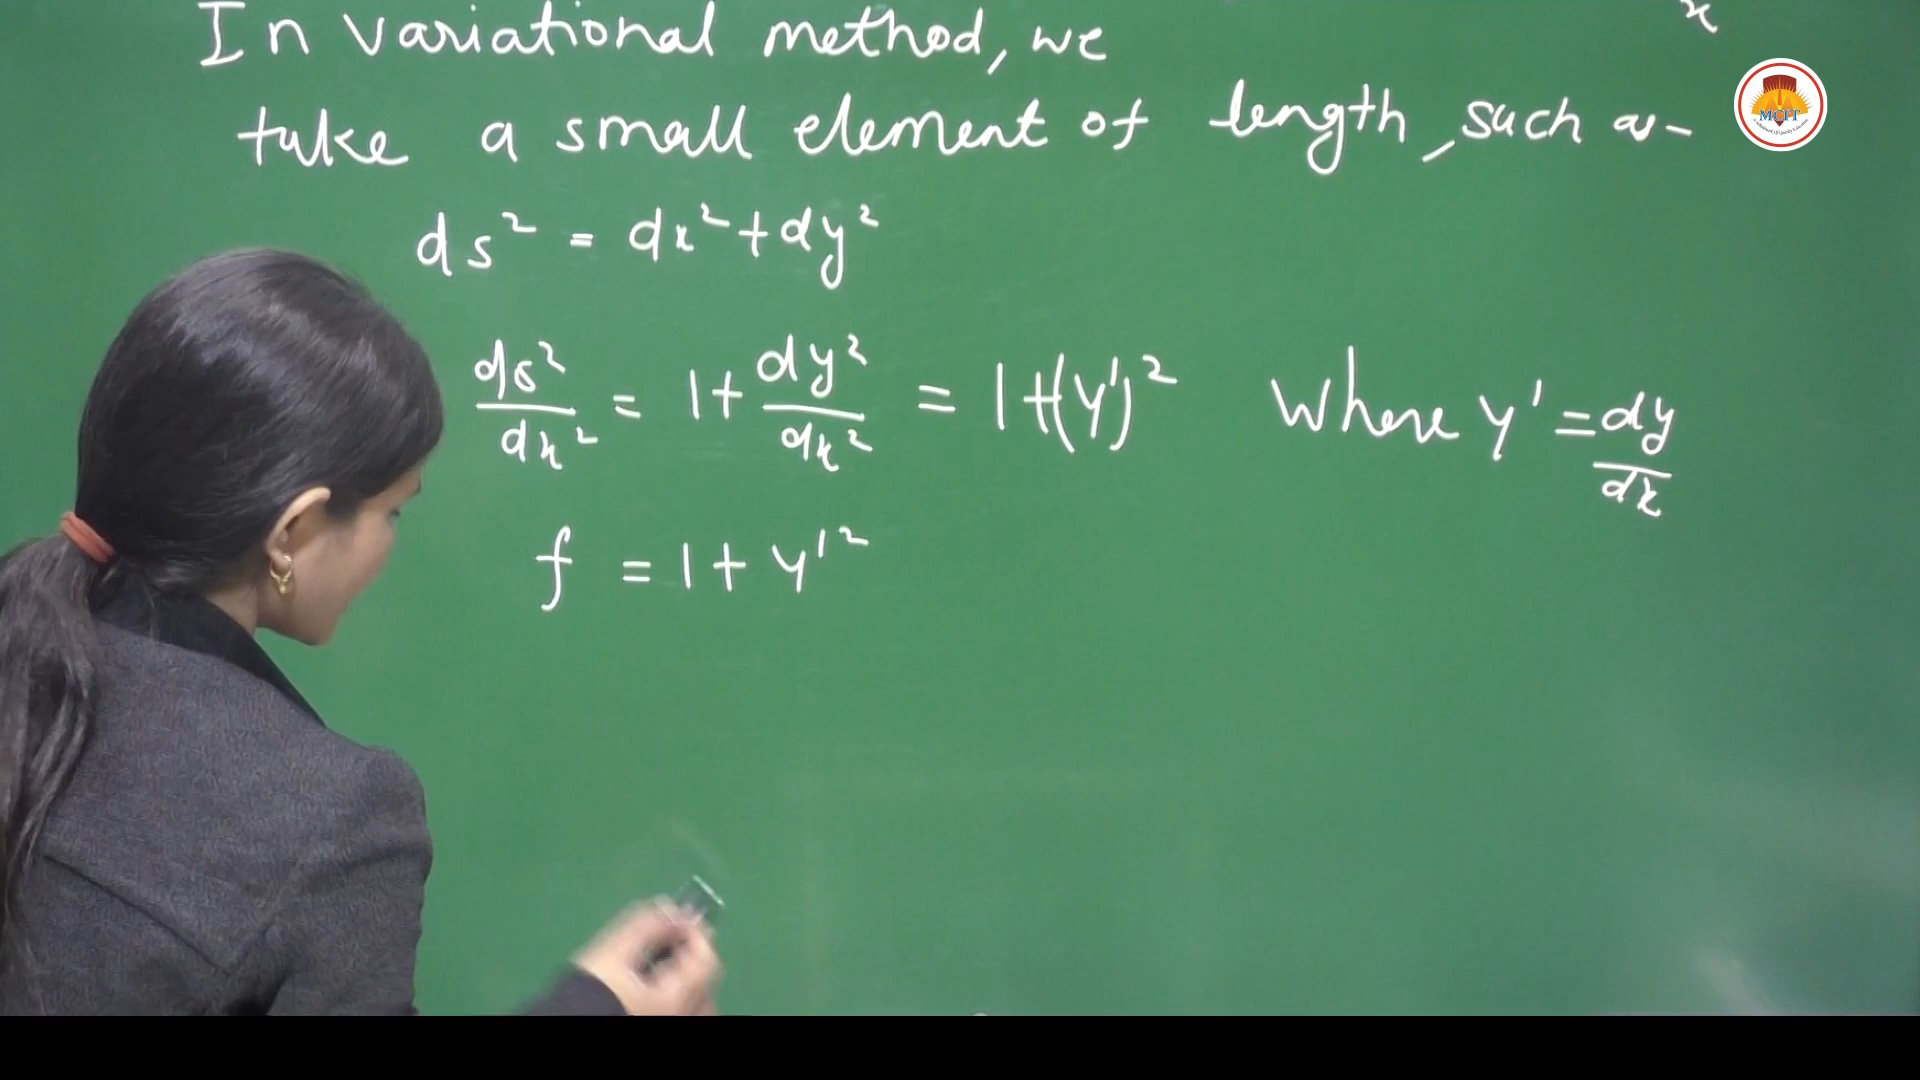 x
In variational method, we
take a small element of length, such as-
ds² = dx² + dy²
ds²/dx² = 1 + dy²/dx² = 1+(y')² where y' = dy/dx
f = 1 + y'²
MCPIT